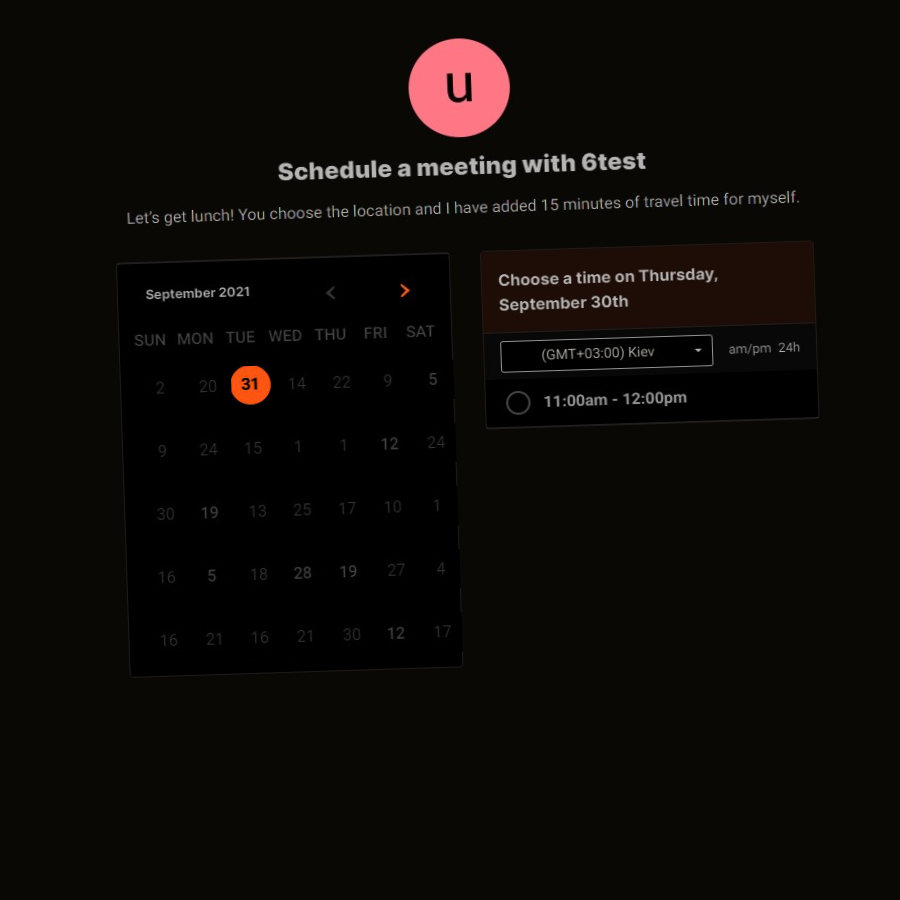 u
Schedule a meeting with 6test
Let's get lunch! You choose the location and I have added 15 minutes of travel time for myself.
September 2021
SUN MON TUE WED THU FRI SAT
2 20 31 14 22 9 5
9 24 15 1 1 12 24
30 19 13 25 17 10 1
16 5 18 28 19 27 4
16 21 16 21 30 12 17
Choose a time on Thursday,
September 30th
(GMT+03:00) Kiev am/pm 24h
11:00am - 12:00pm